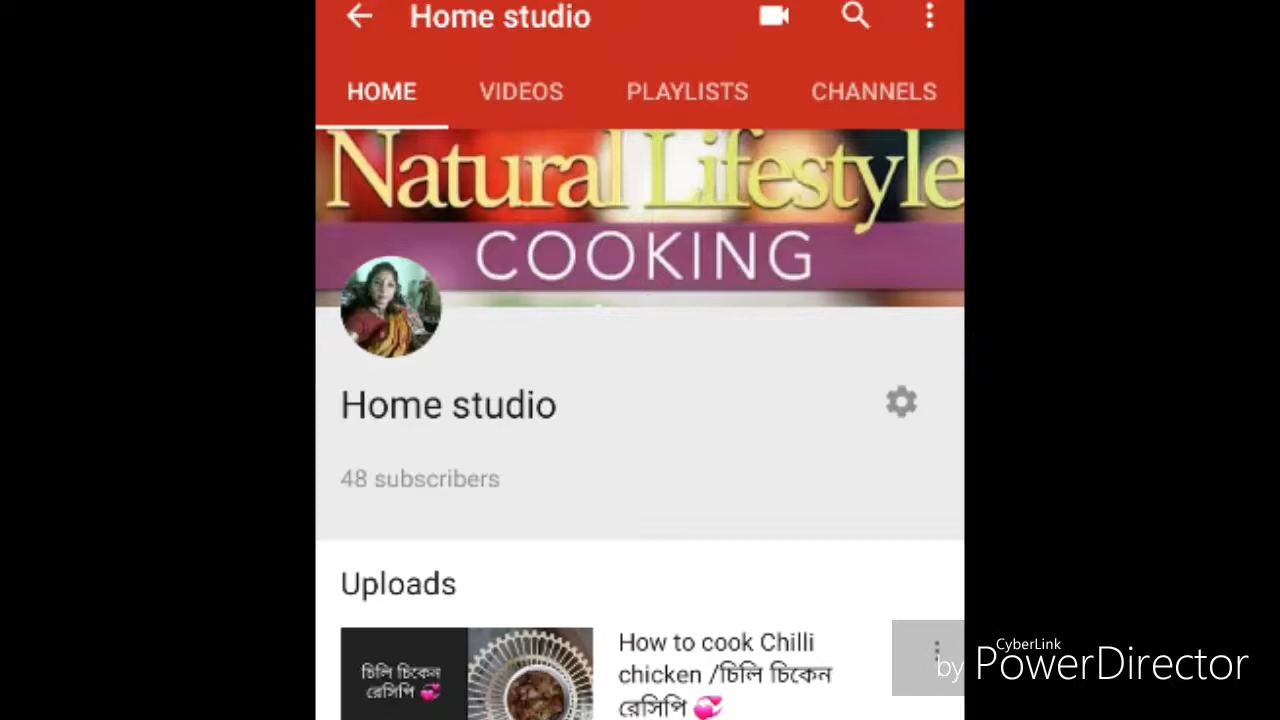 Home studio
HOME VIDEOS PLAYLISTS CHANNELS
Natural Lifestyle
COOKING
Home studio
48 subscribers
Uploads
চিলি চিকেন
রেসিপি 💞
How to cook Chilli
chicken /চিলি চিকেন
রেসিপি 💞
CyberLink
by PowerDirector